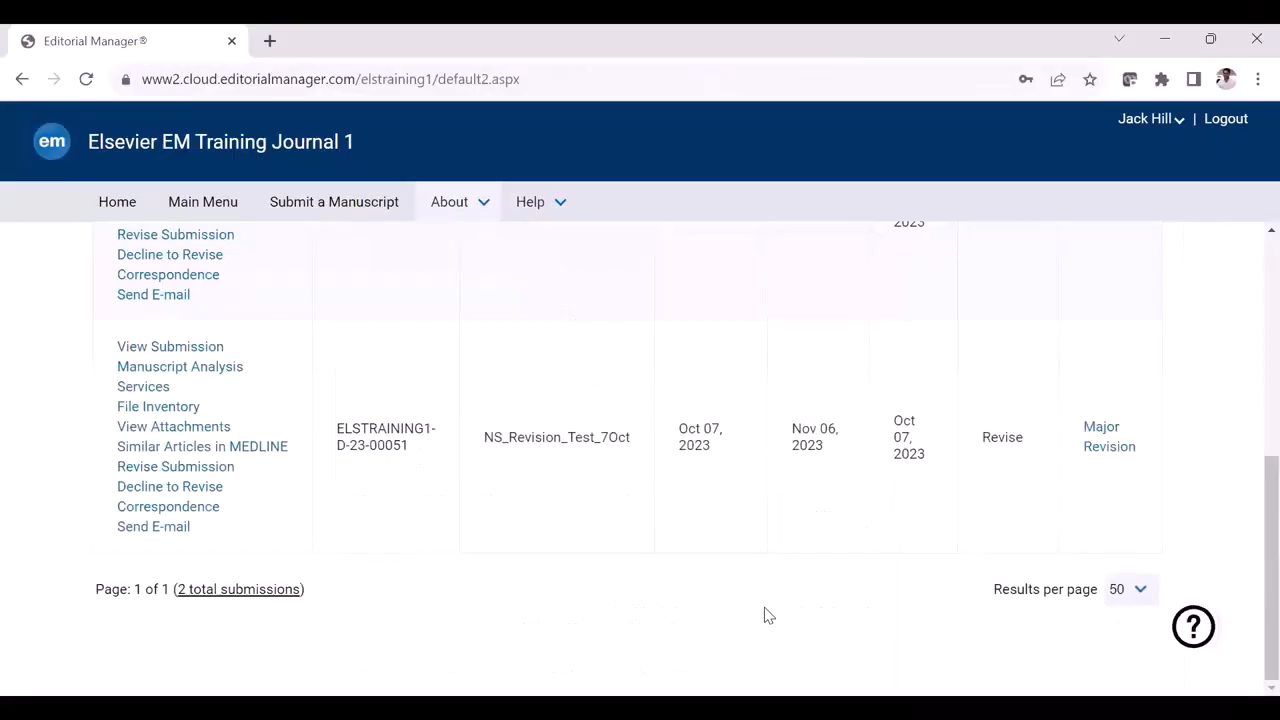 Editorial Manager®
www2.cloud.editorialmanager.com/elstraining1/default2.aspx
Jack Hill | Logout
em Elsevier EM Training Journal 1
Home Main Menu Submit a Manuscript About Help
2023
Revise Submission
Decline to Revise
Correspondence
Send E-mail
View Submission
Manuscript Analysis
Services
File Inventory
View Attachments
Similar Articles in MEDLINE
Revise Submission
Decline to Revise
Correspondence
Send E-mail
ELSTRAINING1-
D-23-00051
NS_Revision_Test_7Oct
Oct 07,
2023
Nov 06,
2023
Oct
07,
2023
Revise
Major
Revision
Page: 1 of 1 (2 total submissions)
Results per page 50
?